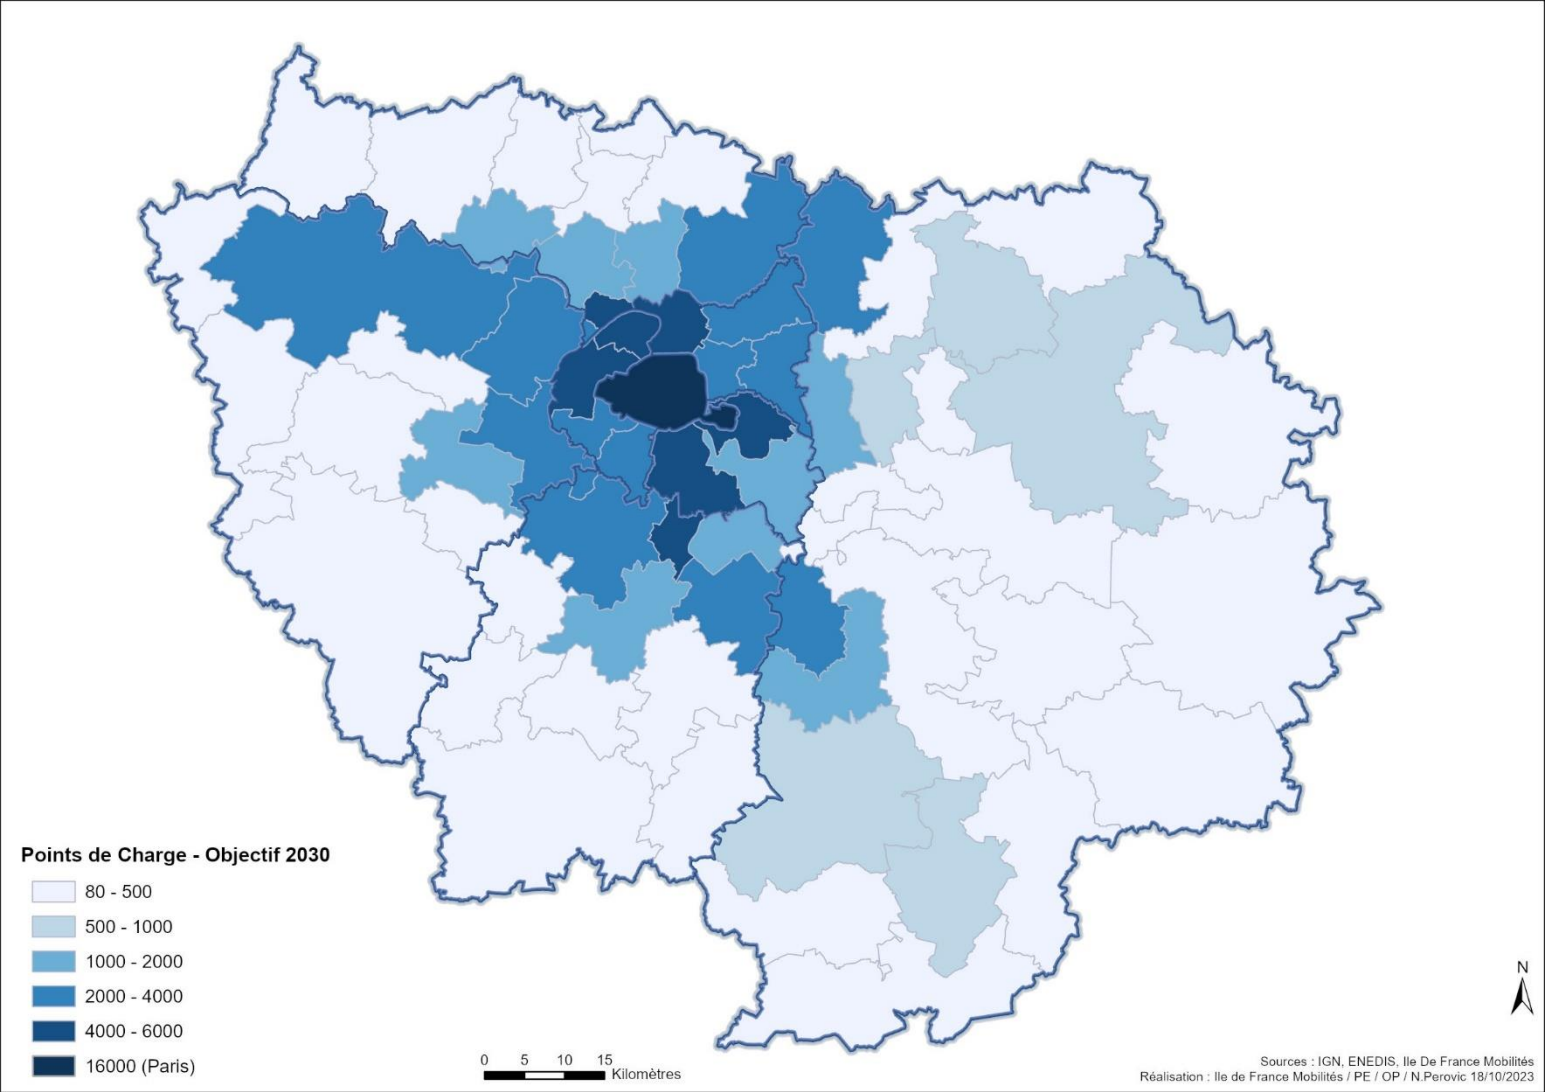 Points de Charge - Objectif 2030
80 - 500
500 - 1000
1000 - 2000
2000 - 4000
4000 - 6000
16000 (Paris)
0 5 10 15
Kilomètres
N
Sources : IGN, ENEDIS, Ile De France Mobilités
Réalisation : Ile de France Mobilités / PE / OP / N.Perovic 18/10/2023